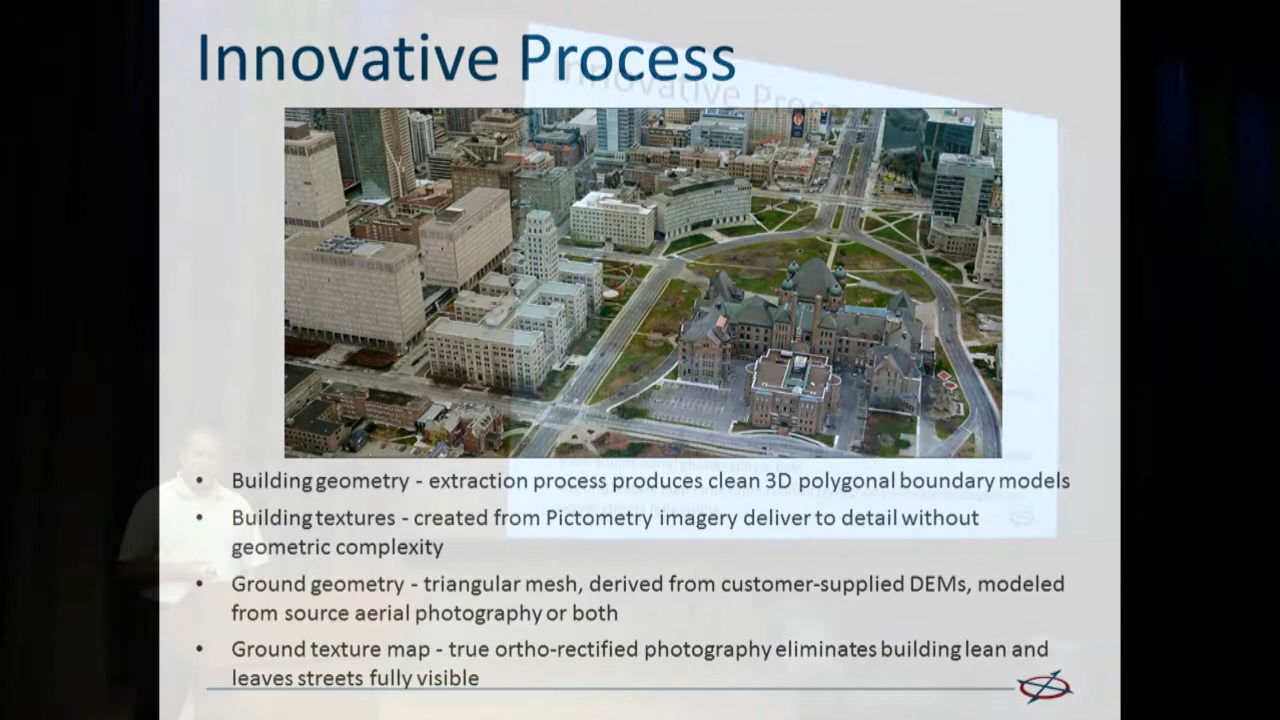 Innovative Process
Innovative Proce
• Building geometry - extraction process produces clean 3D polygonal boundary models
• Building textures - created from Pictometry imagery deliver to detail without
geometric complexity
• Ground geometry - triangular mesh, derived from customer-supplied DEMs, modeled
from source aerial photography or both
• Ground texture map - true ortho-rectified photography eliminates building lean and
leaves streets fully visible